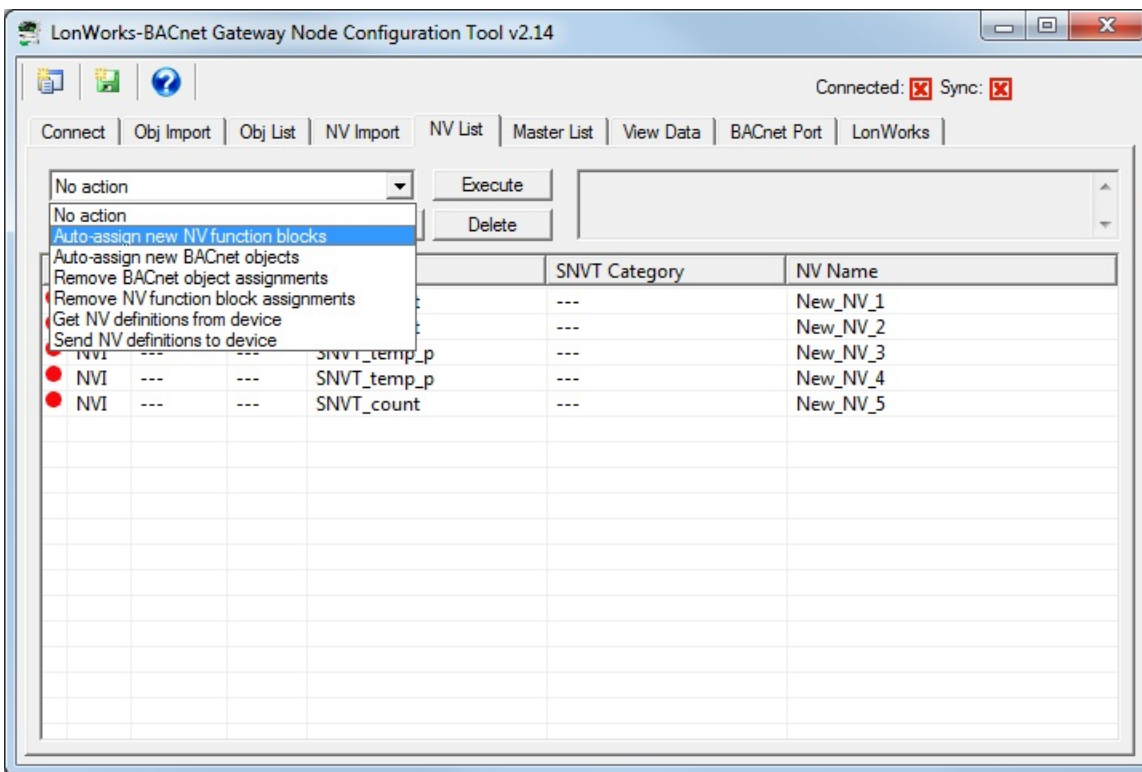 LonWorks-BACnet Gateway Node Configuration Tool v2.14
Connected: Sync:
Connect Obj Import Obj List NV Import NV List Master List View Data BACnet Port LonWorks
No action Execute
No action
Auto-assign new NV function blocks Delete
Auto-assign new BACnet objects
Remove BACnet object assignments SNVT Category NV Name
Remove NV function block assignments --- New_NV_1
Get NV definitions from device --- New_NV_2
Send NV definitions to device
NVI --- --- SNVT_temp_p --- New_NV_3
NVI --- --- SNVT_temp_p --- New_NV_4
NVI --- --- SNVT_count --- New_NV_5